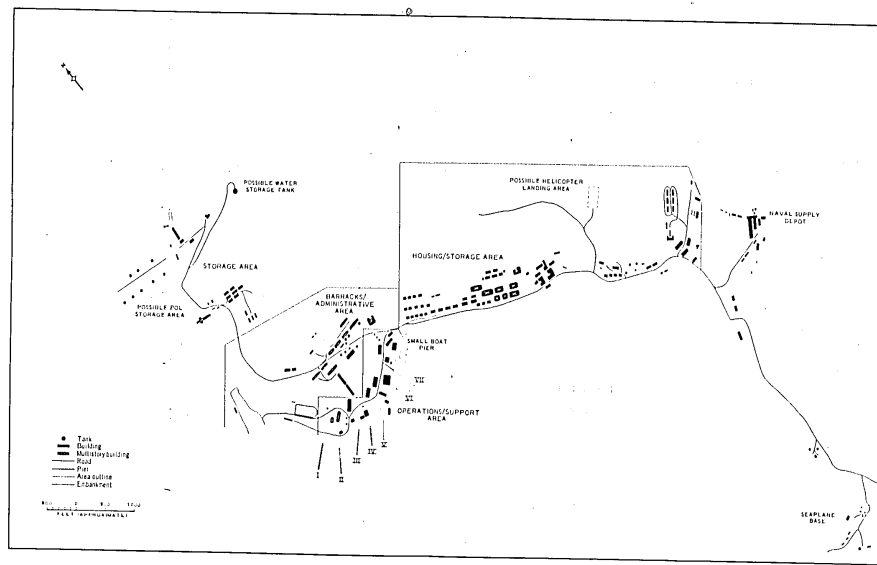 N
POSSIBLE WATER
STORAGE TANK
POSSIBLE HELICOPTER
LANDING AREA
NAVAL SUPPLY
DEPOT
STORAGE AREA
HOUSING/STORAGE AREA
POSSIBLE POL
STORAGE AREA
BARRACKS/
ADMINISTRATIVE
AREA
SMALL BOAT
PIER
VII
VI
OPERATIONS/SUPPORT
AREA
V
IV
III
II
I
Tank
Building
Multistory building
Road
Pier
Area outline
Embankment
0
FEET (APPROXIMATE)
SEAPLANE
BASE